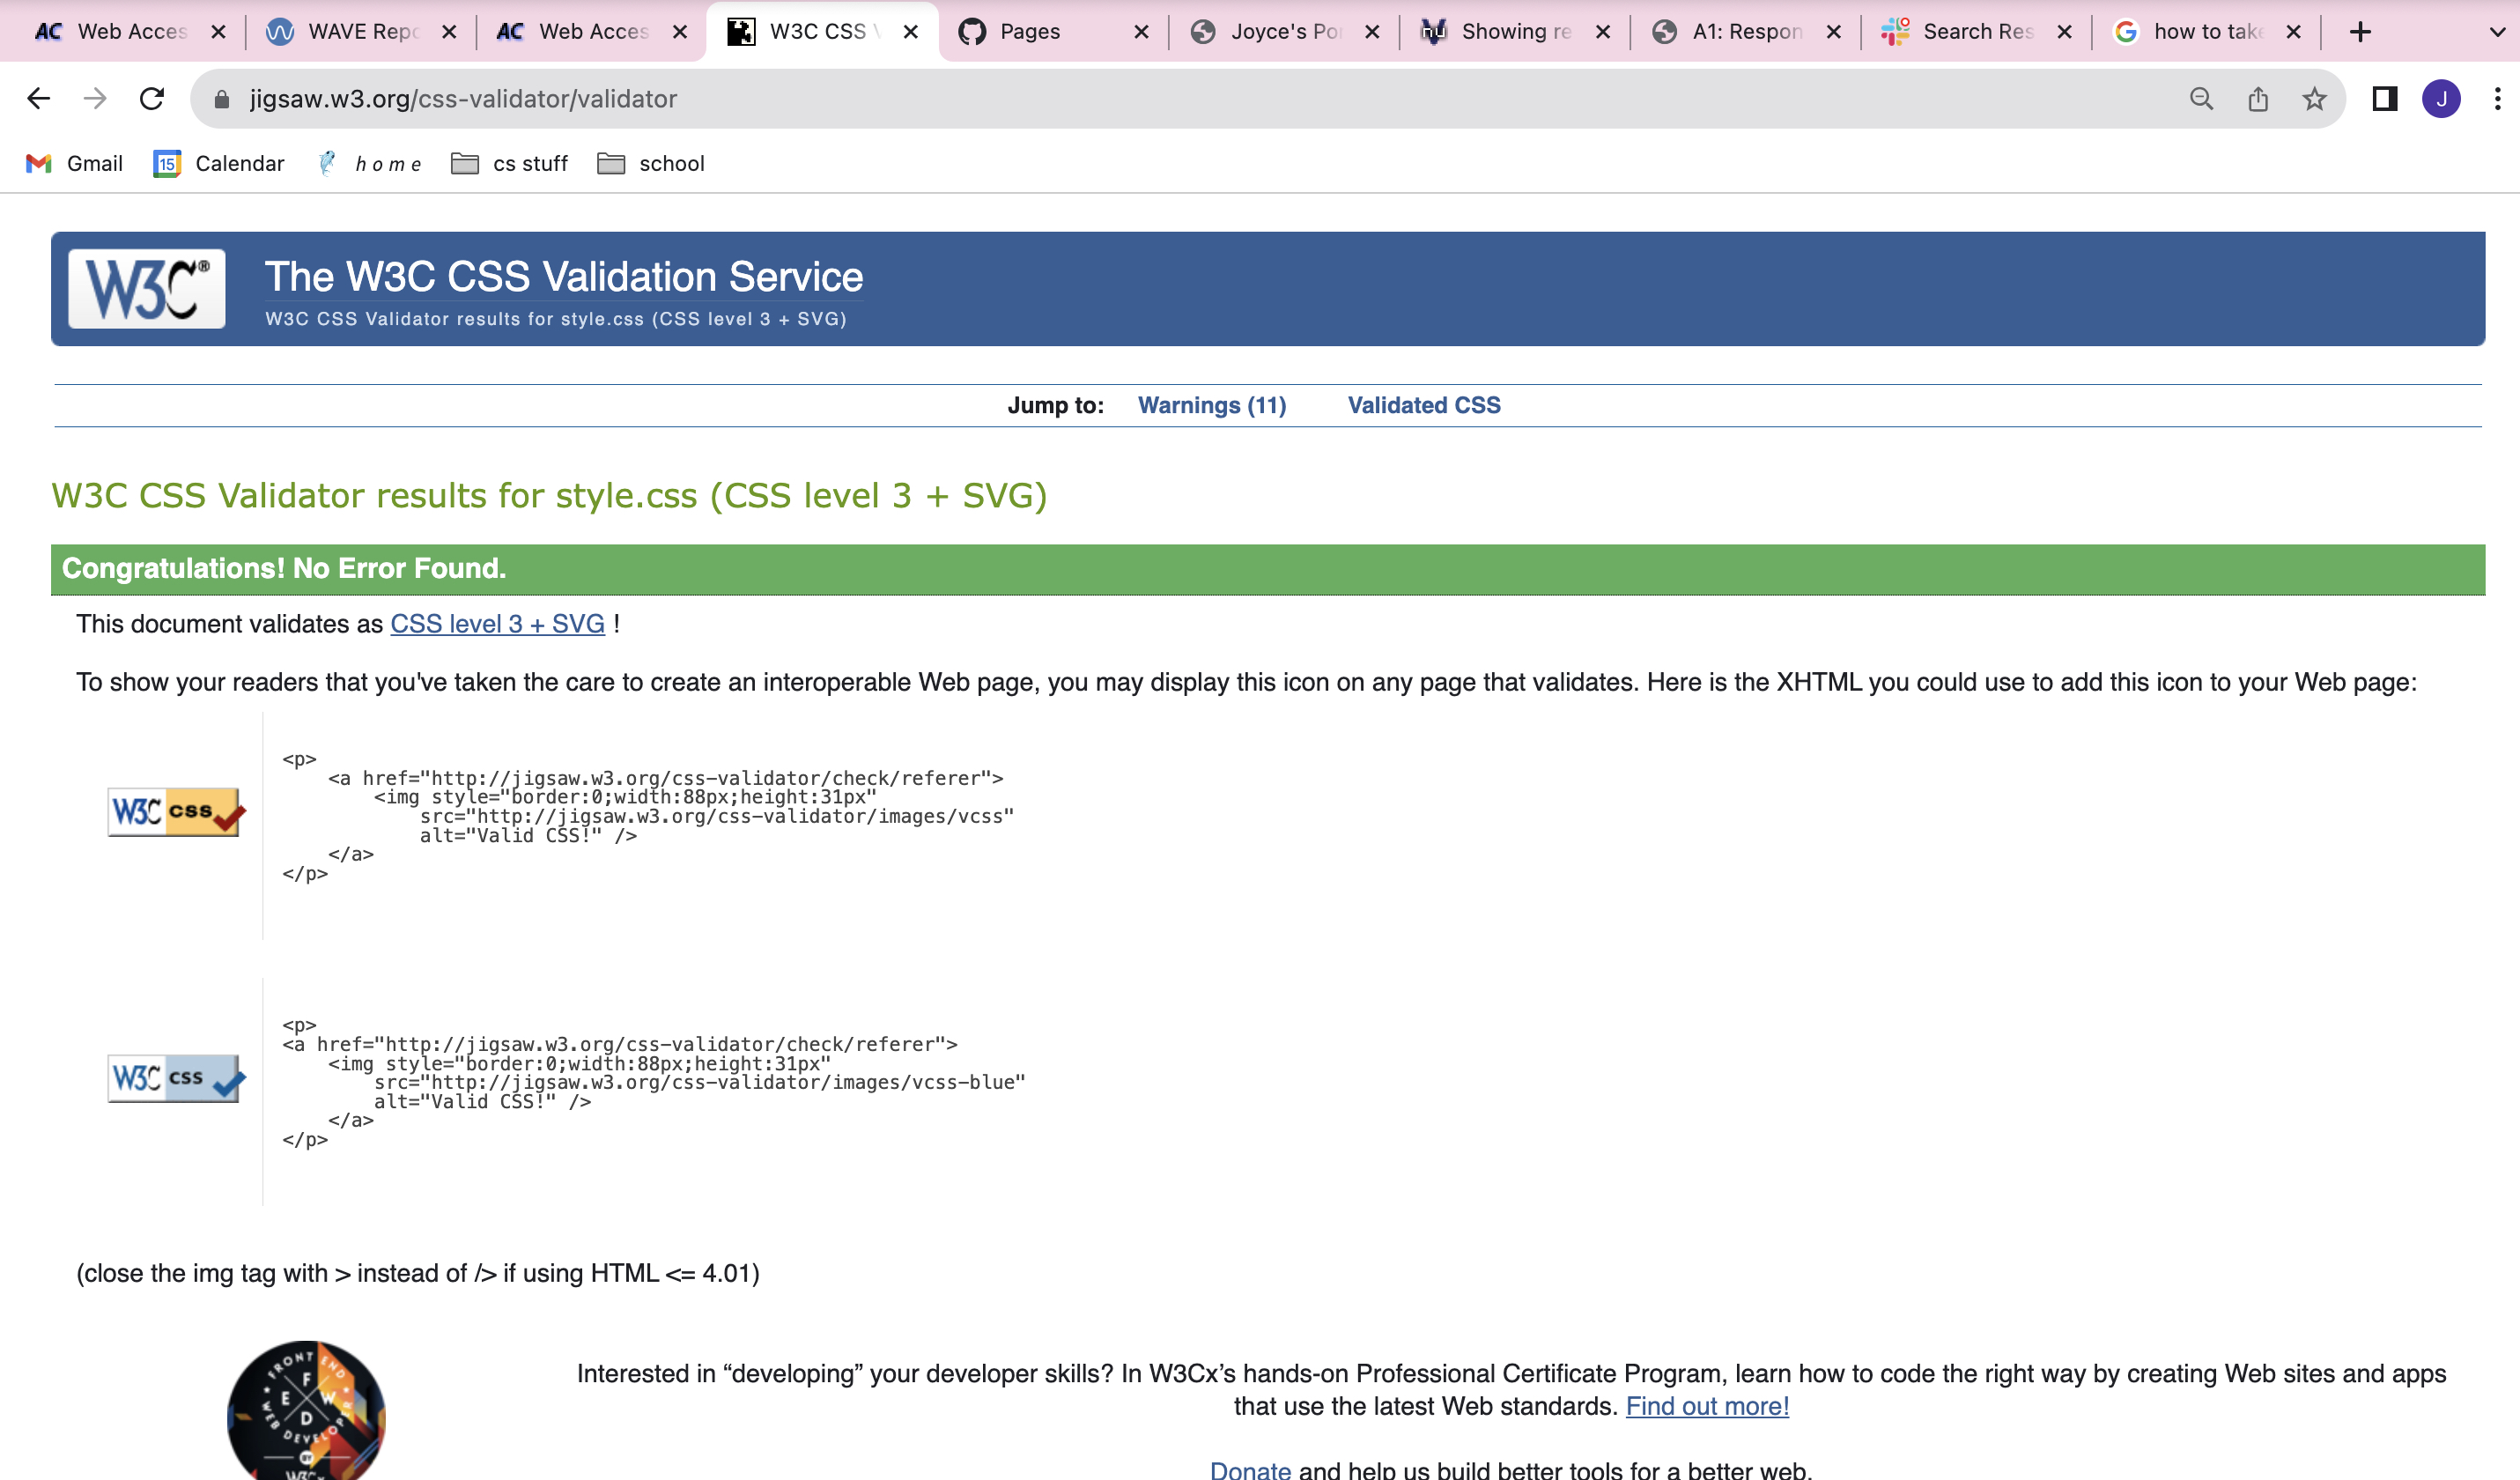 AC Web Acces
WAVE Repo
AC Web Acces
W3C CSS V
Pages
Joyce's Por
nu Showing re
A1: Respon
Search Res
G how to take
jigsaw.w3.org/css-validator/validator
J
Gmail
15 Calendar
home
cs stuff
school
W3C®
The W3C CSS Validation Service
W3C CSS Validator results for style.css (CSS level 3 + SVG)
Jump to: Warnings (11) Validated CSS
W3C CSS Validator results for style.css (CSS level 3 + SVG)
Congratulations! No Error Found.
This document validates as CSS level 3 + SVG !
To show your readers that you've taken the care to create an interoperable Web page, you may display this icon on any page that validates. Here is the XHTML you could use to add this icon to your Web page:
W3C css
<p>
<a href="http://jigsaw.w3.org/css-validator/check/referer">
<img style="border:0;width:88px;height:31px"
src="http://jigsaw.w3.org/css-validator/images/vcss"
alt="Valid CSS!" />
</a>
</p>
W3C css
<p>
<a href="http://jigsaw.w3.org/css-validator/check/referer">
<img style="border:0;width:88px;height:31px"
src="http://jigsaw.w3.org/css-validator/images/vcss-blue"
alt="Valid CSS!" />
</a>
</p>
(close the img tag with > instead of /> if using HTML <= 4.01)
FRONT END
F
E W
D
WEB DEVELOPER
BY
W3Cx
Interested in “developing” your developer skills? In W3Cx’s hands-on Professional Certificate Program, learn how to code the right way by creating Web sites and apps
that use the latest Web standards. Find out more!
Donate and help us build better tools for a better web.